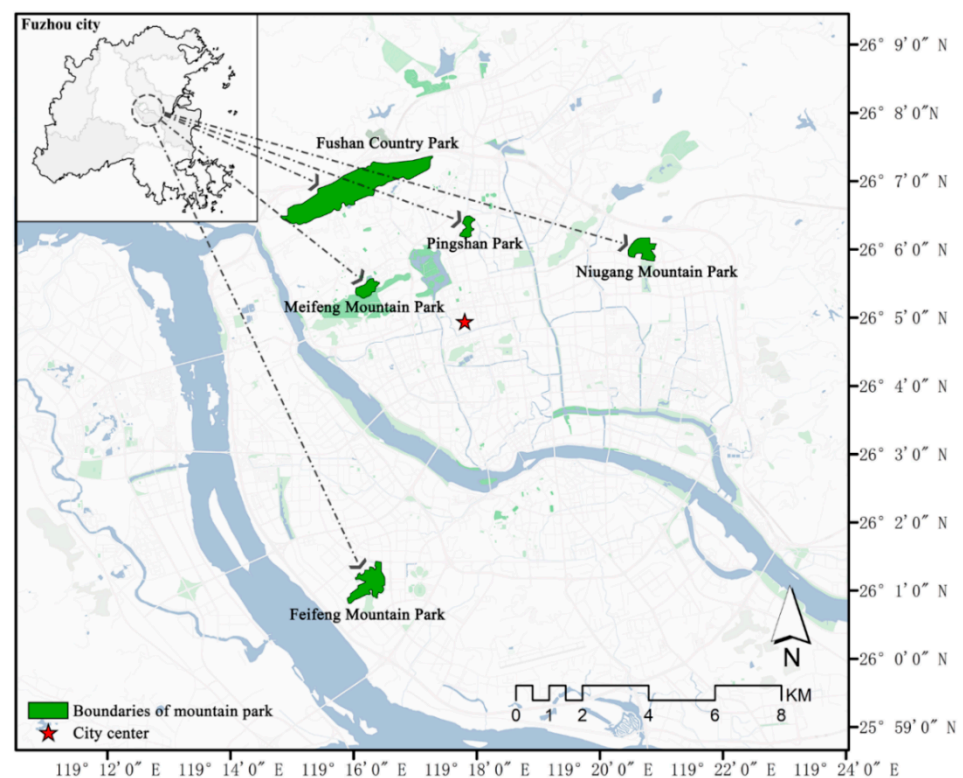 Fuzhou city
Fushan Country Park
Pingshan Park
Niugang Mountain Park
Meifeng Mountain Park
Feifeng Mountain Park
N
KM
0 1 2 4 6 8
Boundaries of mountain park
City center
26° 9′ 0″ N
26° 8′ 0″N
26° 7′ 0″ N
26° 6′ 0″ N
26° 5′ 0″ N
26° 4′ 0″ N
26° 3′ 0″ N
26° 2′ 0″ N
26° 1′ 0″ N
26° 0′ 0″ N
25° 59′ 0″ N
119° 12′ 0″ E 119° 14′ 0″ E 119° 16′ 0″ E 119° 18′ 0″ E 119° 20′ 0″ E 119° 22′ 0″ E 24′ 0″ E